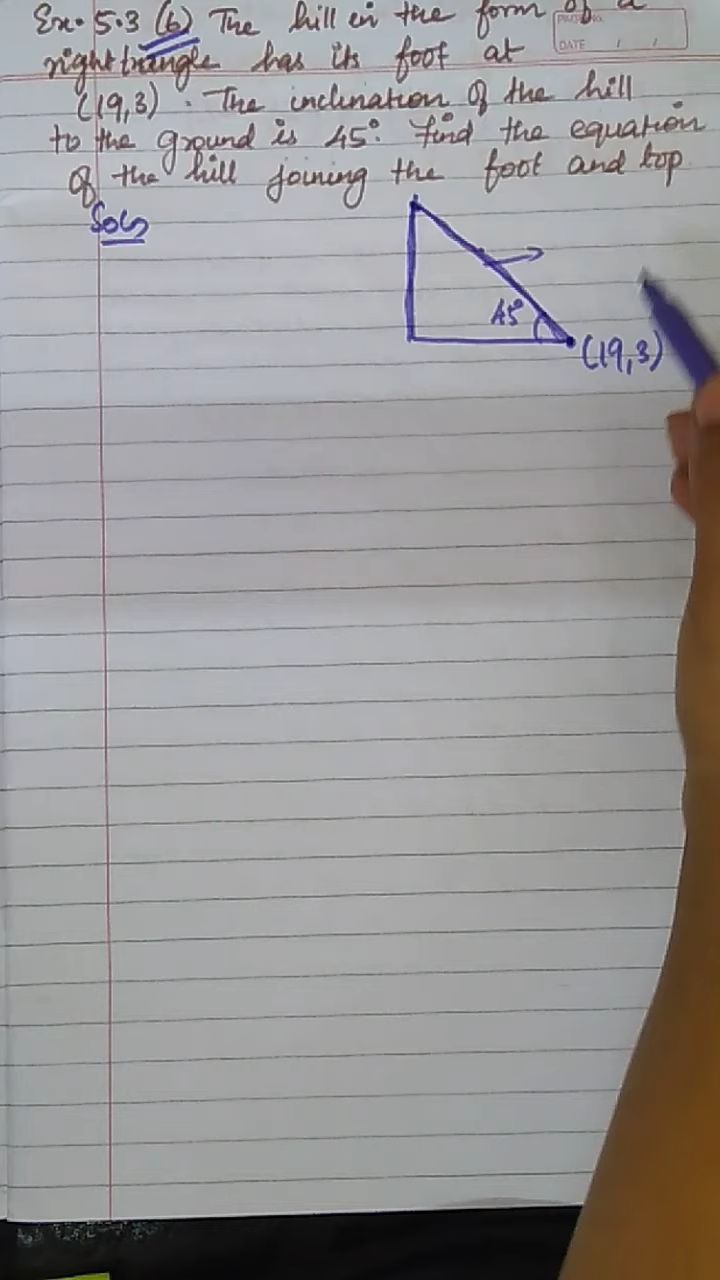 Ex. 5.3 (6) The hill in the form of a
right triangle has its foot at
(19,3). The inclination of the hill
to the ground is 45°. Find the equation
of the hill joining the foot and top
Soln
45°
(19,3)
DATE / /